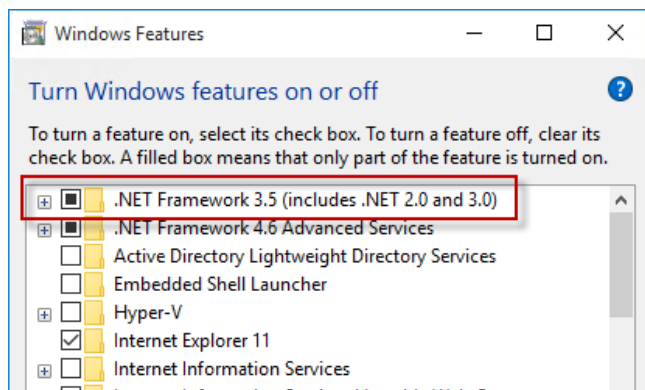 Windows Features
Turn Windows features on or off
To turn a feature on, select its check box. To turn a feature off, clear its
check box. A filled box means that only part of the feature is turned on.
.NET Framework 3.5 (includes .NET 2.0 and 3.0)
.NET Framework 4.6 Advanced Services
Active Directory Lightweight Directory Services
Embedded Shell Launcher
Hyper-V
Internet Explorer 11
Internet Information Services